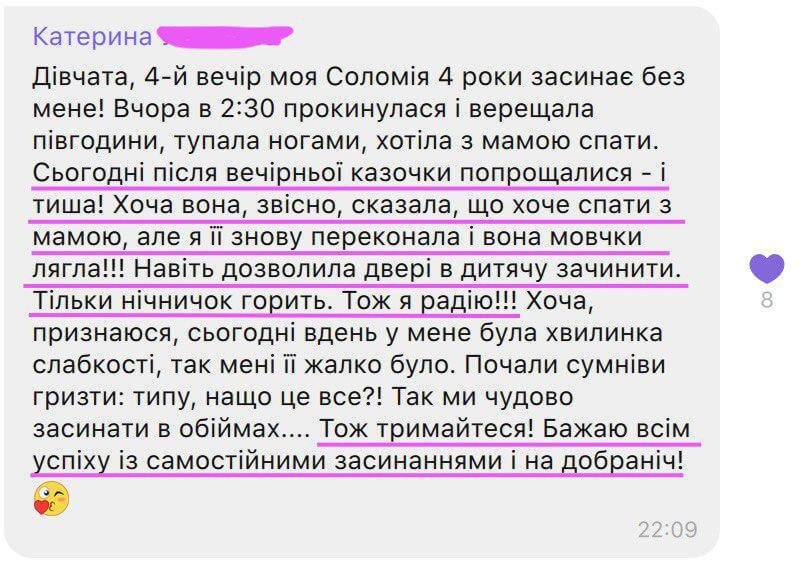 Катерина
Дівчата, 4-й вечір моя Соломія 4 роки засинає без
мене! Вчора в 2:30 прокинулася і верещала
півгодини, тупала ногами, хотіла з мамою спати.
Сьогодні після вечірньої казочки попрощалися - і
тиша! Хоча вона, звісно, сказала, що хоче спати з
мамою, але я її знову переконала і вона мовчки
лягла!!! Навіть дозволила двері в дитячу зачинити.
Тільки нічничок горить. Тож я радію!!! Хоча,
признаюся, сьогодні вдень у мене була хвилинка
слабкості, так мені її жалко було. Почали сумніви
гризти: типу, нащо це все?! Так ми чудово
засинати в обіймах.... Тож тримайтеся! Бажаю всім
успіху із самостійними засинаннями і на добраніч!
😘
22:09
8